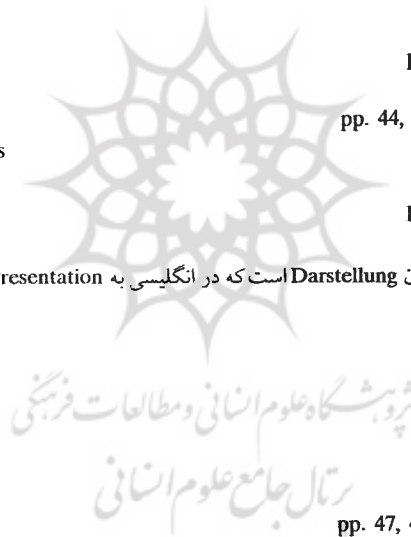 pp. 44,
s
Darstellung است که در انگلیسی به resentation
پژوهشگاه علوم انسانی و مطالعات فرهنگی
پرتال جامع علوم انسانی
pp. 47,